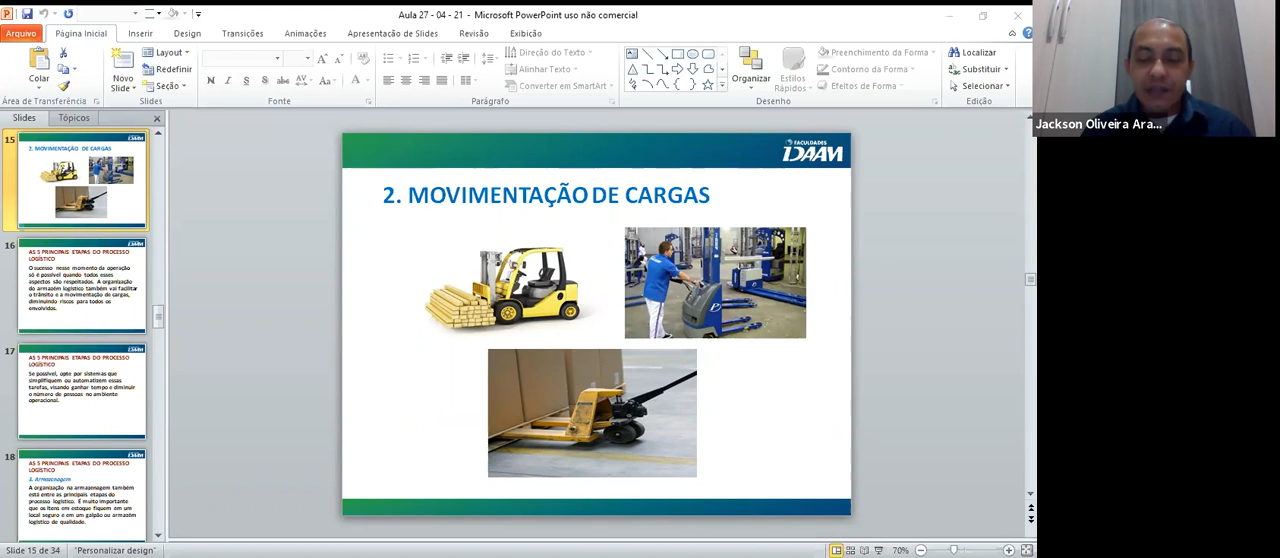 Aula 27 - 04 - 21 - Microsoft PowerPoint uso não comercial
Arquivo
Página Inicial
Inserir
Design
Transições
Animações
Apresentação de Slides
Revisão
Exibição
Colar
Novo
Slide
Layout
Redefinir
Seção
N I S abc AV Aa A
Direção do Texto
Alinhar Texto
Converter em SmartArt
Organizar
Estilos
Rápidos
Preenchimento da Forma
Contorno da Forma
Efeitos de Forma
Localizar
Substituir
Selecionar
Área de Transferência
Slides
Fonte
Parágrafo
Desenho
Edição
Slides
Tópicos
15
2. MOVIMENTAÇÃO DE CARGAS
16
AS 5 PRINCIPAIS ETAPAS DO PROCESSO
LOGÍSTICO
O sucesso nesse momento da operação
só é possível quando todos esses
aspectos são respeitados. A organização
do armazém logístico também vai facilitar
o trânsito e a movimentação de cargas,
diminuindo riscos para todos os
envolvidos.
17
AS 5 PRINCIPAIS ETAPAS DO PROCESSO
LOGÍSTICO
Se possível, opte por sistemas que
simplifiquem ou automatizem essas
tarefas, visando ganhar tempo e diminuir
o número de pessoas no ambiente
operacional.
18
AS 5 PRINCIPAIS ETAPAS DO PROCESSO
LOGÍSTICO
3. Armazenagem
A organização na armazenagem também
está entre as principais etapas do
processo logístico. É muito importante
que os itens em estoque fiquem em um
local seguro e em um galpão ou armazém
logístico de qualidade.
FACULDADES
IDAAM
2. MOVIMENTAÇÃO DE CARGAS
Jackson Oliveira Ara...
Slide 15 de 34
"Personalizar design"
70%